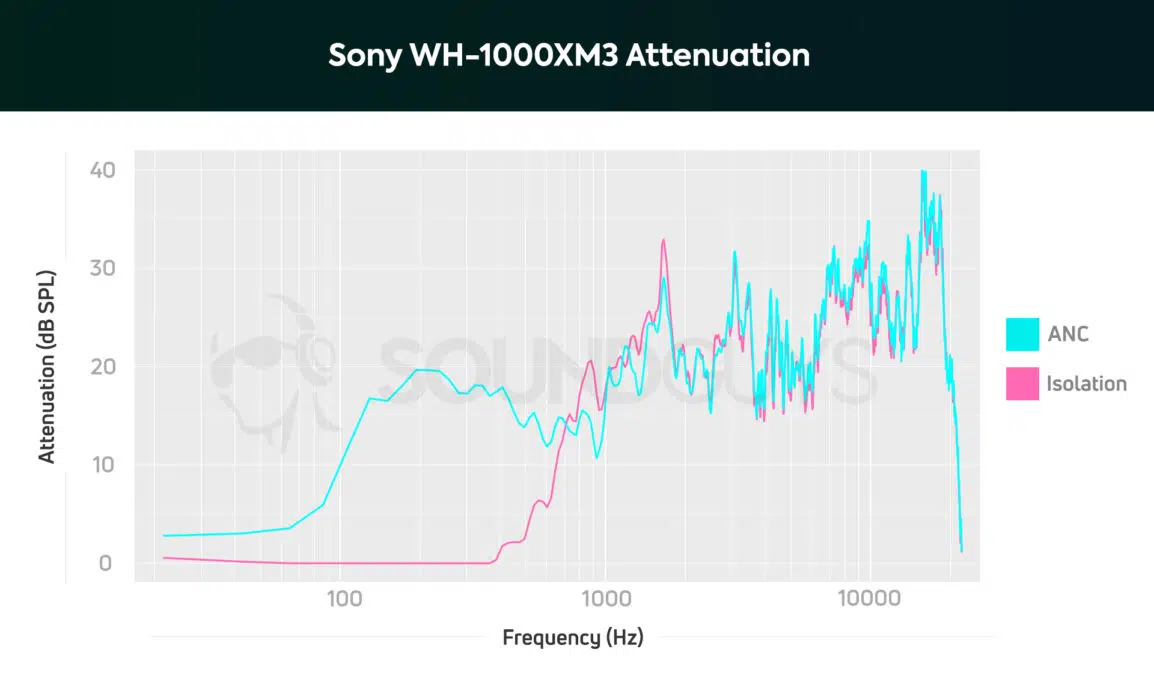 Sony WH-1000XM3 Attenuation
Attenuation (dB SPL)
40
30
20
10
0
SOUNDGUYS
ANC
Isolation
100
1000
10000
Frequency (Hz)